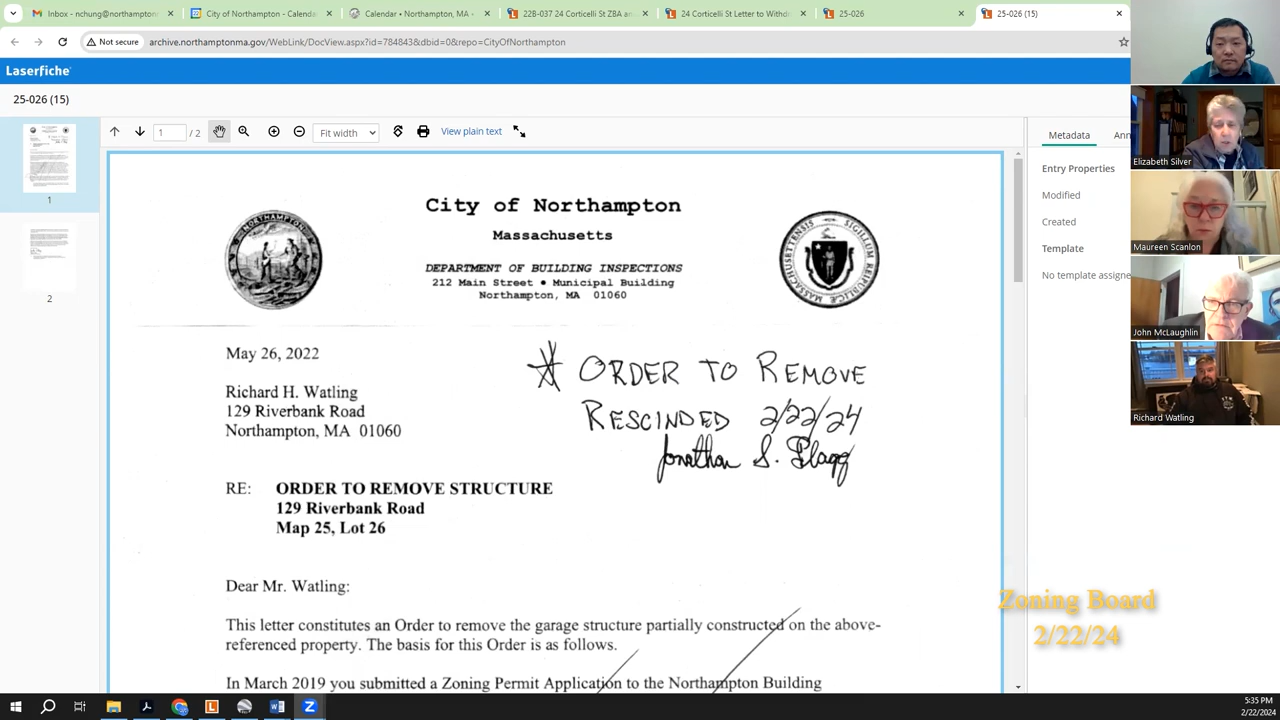 Inbox - nchung@northampton
City of Northampton - Calenda
Calendar • Northampton, MA •
22B-037 24 Corticelli St ZBA an
24 Corticelli St Letter to Withd
25-026
25-026 (15)
Not secure
archive.northamptonma.gov/WebLink/DocView.aspx?id=784843&dbid=0&repo=CityOfNorthampton
Laserfiche
25-026 (15)
1 / 2
Fit width
View plain text
Metadata
Ann
Entry Properties
Modified
Created
Template
No template assigne
1
2
City of Northampton
Massachusetts
DEPARTMENT OF BUILDING INSPECTIONS
212 Main Street • Municipal Building
Northampton, MA 01060
NORTHAMPTON
May 26, 2022
Richard H. Watling
129 Riverbank Road
Northampton, MA 01060
ORDER TO REMOVE
RESCINDED 2/22/24
Jonathan S. Flagg
RE: ORDER TO REMOVE STRUCTURE
129 Riverbank Road
Map 25, Lot 26
Dear Mr. Watling:
This letter constitutes an Order to remove the garage structure partially constructed on the above-
referenced property. The basis for this Order is as follows.
In March 2019 you submitted a Zoning Permit Application to the Northampton Building
Elizabeth Silver
Maureen Scanlon
John McLaughlin
Richard Watling
Zoning Board
2/22/24
5:35 PM
2/22/2024